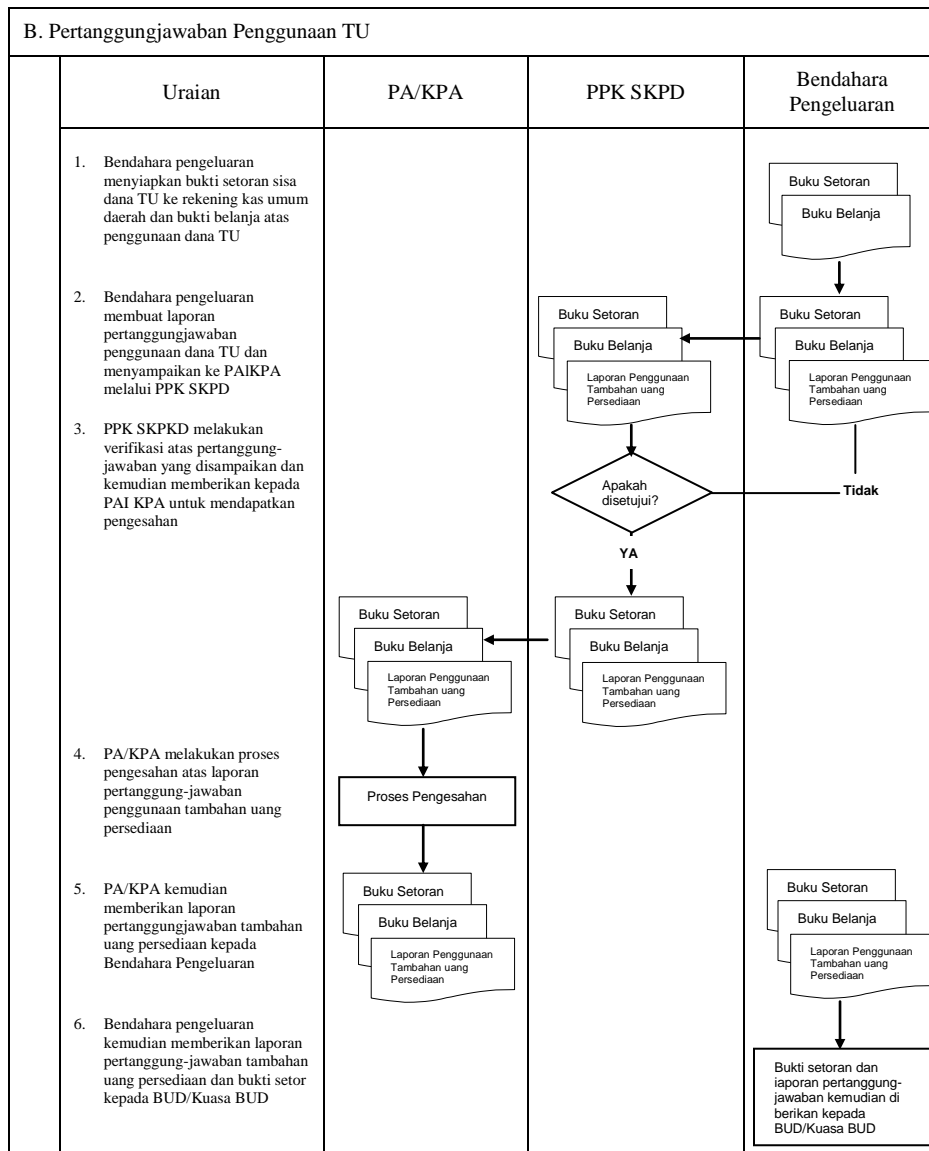 B. Pertanggungjawaban Penggunaan TU
Uraian
PA/KPA
PPK SKPD
Bendahara
Pengeluaran
1. Bendahara pengeluaran
menyiapkan bukti setoran sisa
dana TU ke rekening kas umum
daerah dan bukti belanja atas
penggunaan dana TU
Buku Setoran
Buku Belanja
2. Bendahara pengeluaran
membuat laporan
pertanggungjawaban
penggunaan dana TU dan
menyampaikan ke PAlKPA
melalui PPK SKPD
Buku Setoran
Buku Belanja
Laporan Penggunaan
Tambahan uang
Persediaan
Buku Setoran
Buku Belanja
Laporan Penggunaan
Tambahan uang
Persediaan
3. PPK SKPKD melakukan
verifikasi atas pertanggung-
jawaban yang disampaikan dan
kemudian memberikan kepada
PAI KPA untuk mendapatkan
pengesahan
Apakah
disetujui?
Tidak
YA
Buku Setoran
Buku Belanja
Laporan Penggunaan
Tambahan uang
Persediaan
Buku Setoran
Buku Belanja
Laporan Penggunaan
Tambahan uang
Persediaan
4. PA/KPA melakukan proses
pengesahan atas laporan
pertanggung-jawaban
penggunaan tambahan uang
persediaan
Proses Pengesahan
5. PA/KPA kemudian
memberikan laporan
pertanggungjawaban tambahan
uang persediaan kepada
Bendahara Pengeluaran
Buku Setoran
Buku Belanja
Laporan Penggunaan
Tambahan uang
Persediaan
Buku Setoran
Buku Belanja
Laporan Penggunaan
Tambahan uang
Persediaan
6. Bendahara pengeluaran
kemudian memberikan laporan
pertanggung-jawaban tambahan
uang persediaan dan bukti setor
kepada BUD/Kuasa BUD
Bukti setoran dan
iaporan pertanggung-
jawaban kemudian di
berikan kepada
BUD/Kuasa BUD